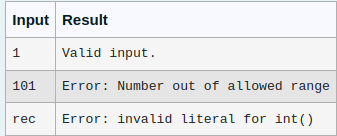 Input Result
1 Valid input.
101 Error: Number out of allowed range
rec Error: invalid literal for int()